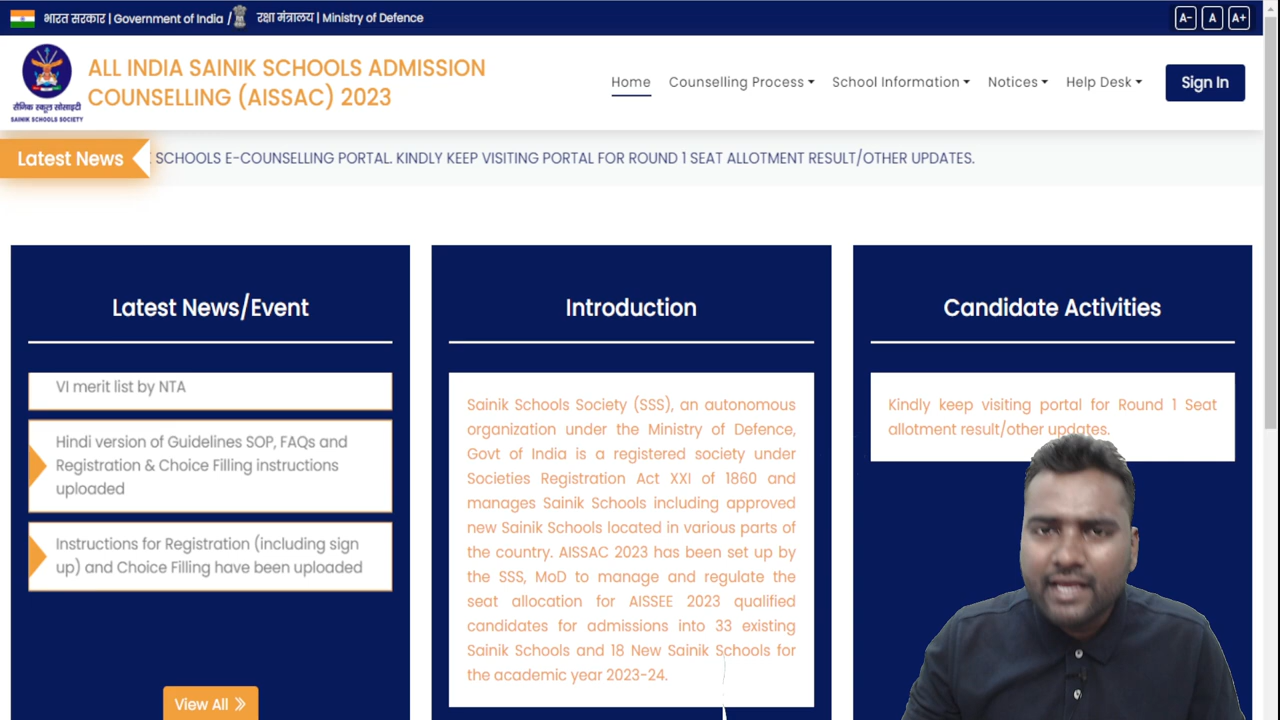 भारत सरकार | Government of India / रक्षा मंत्रालय | Ministry of Defence
A- A A+
सैनिक स्कूल सोसाइटी
SAINIK SCHOOLS SOCIETY
ALL INDIA SAINIK SCHOOLS ADMISSION
COUNSELLING (AISSAC) 2023
Home Counselling Process School Information Notices Help Desk Sign In
Latest News SCHOOLS E-COUNSELLING PORTAL. KINDLY KEEP VISITING PORTAL FOR ROUND 1 SEAT ALLOTMENT RESULT/OTHER UPDATES.
Latest News/Event
VI merit list by NTA
Hindi version of Guidelines SOP, FAQs and
Registration & Choice Filling instructions
uploaded
Instructions for Registration (including sign
up) and Choice Filling have been uploaded
View All
Introduction
Sainik Schools Society (SSS), an autonomous
organization under the Ministry of Defence,
Govt of India is a registered society under
Societies Registration Act XXI of 1860 and
manages Sainik Schools including approved
new Sainik Schools located in various parts of
the country. AISSAC 2023 has been set up by
the SSS, MoD to manage and regulate the
seat allocation for AISSEE 2023 qualified
candidates for admissions into 33 existing
Sainik Schools and 18 New Sainik Schools for
the academic year 2023-24.
Candidate Activities
Kindly keep visiting portal for Round 1 Seat
allotment result/other updates.